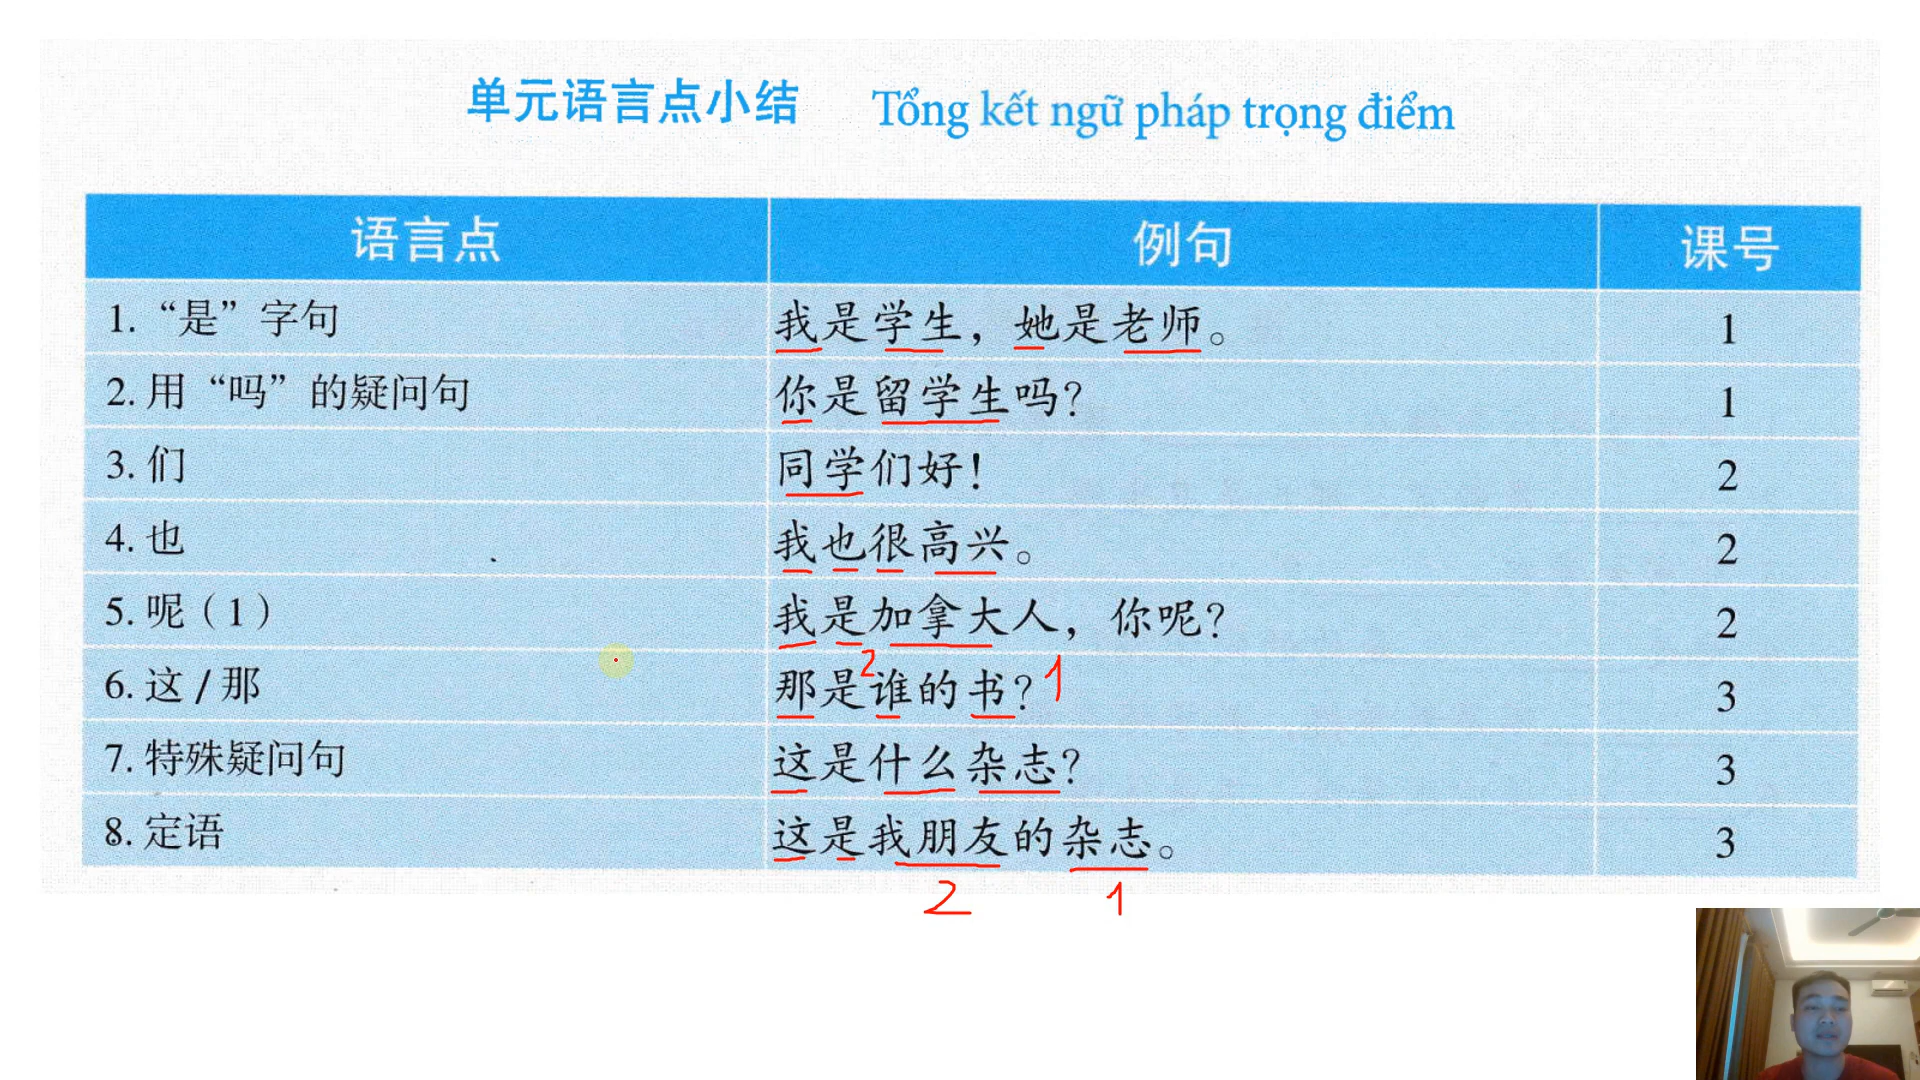 单元语言点小结 Tổng kết ngữ pháp trọng điểm
语言点 例句 课号
1. “是”字句 我是学生，她是老师。 1
2. 用“吗”的疑问句 你是留学生吗？ 1
3. 们 同学们好！ 2
4. 也 我也很高兴。 2
5. 呢（1） 我是加拿大人，你呢？ 2
2 1
6. 这 / 那 那是谁的书？ 3
7. 特殊疑问句 这是什么杂志？ 3
8. 定语 这是我朋友的杂志。 3
2 1